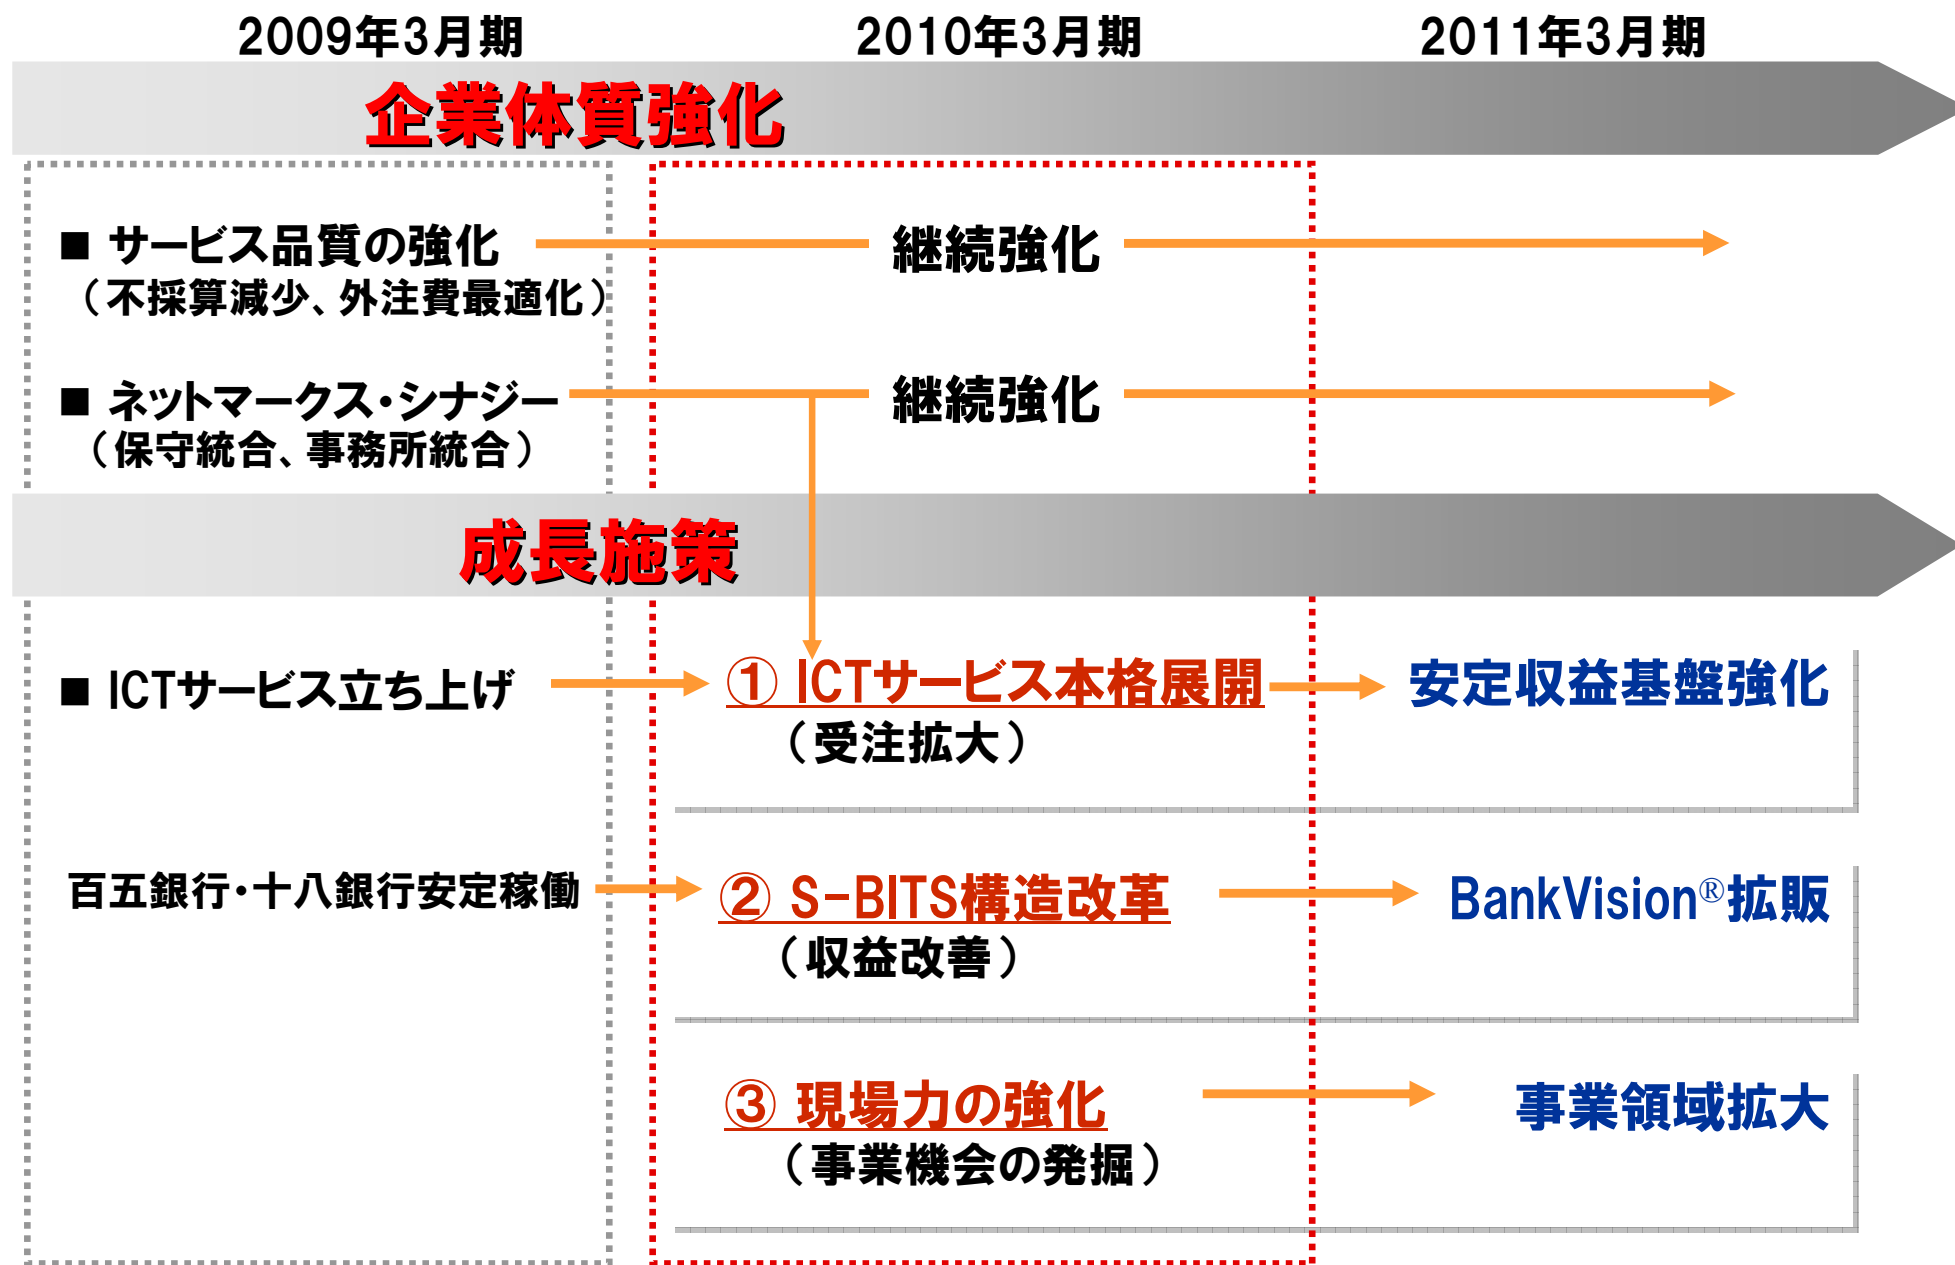 2009年3月期 2010年3月期 2011年3月期
企業体質強化
■ サービス品質の強化 継続強化
（不採算減少、外注費最適化）
■ ネットマークス・シナジー 継続強化
（保守統合、事務所統合）
成長施策
■ ICTサービス立ち上げ ① ICTサービス本格展開 安定収益基盤強化
（受注拡大）
百五銀行・十八銀行安定稼働 ② S-BITS構造改革 BankVision®拡販
（収益改善）
③ 現場力の強化 事業領域拡大
（事業機会の発掘）